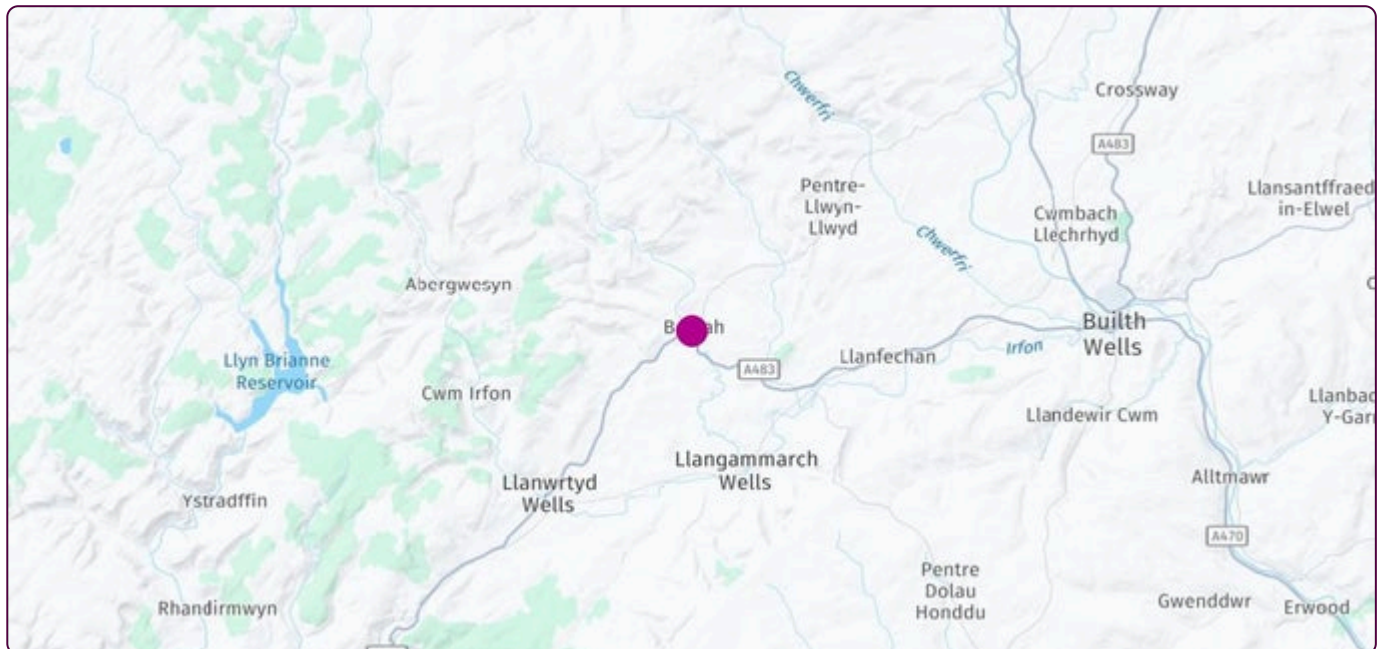 Chwerfri
Crossway
A483
Pentre-
Llwyn-
Llwyd
Llansantffraed
in-Elwel
Cwmbach
Llechrhyd
Chwerfri
Abergwesyn
Builth
Wells
Irfon
Llanfechan
A483
Llyn Brianne
Reservoir
Cwm Irfon
Llandewir Cwm
Llangammarch
Wells
Llanwrtyd
Wells
Alltmawr
Ystradffin
A470
Pentre
Dolau
Honddu
Gwenddwr
Erwood
Rhandirmwyn